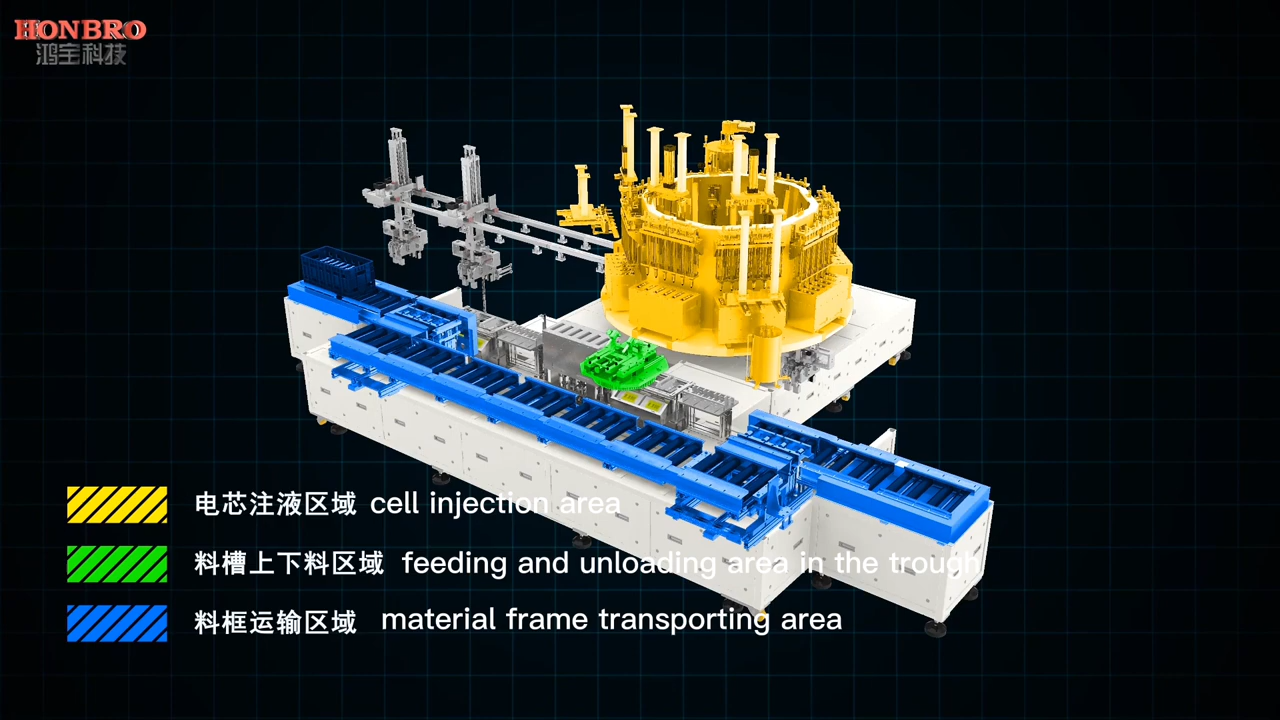 HONBRO
鸿宝科技
电芯注液区域 cell injection area
料槽上下料区域 feeding and unloading area in the trough
料框运输区域 material frame transporting area